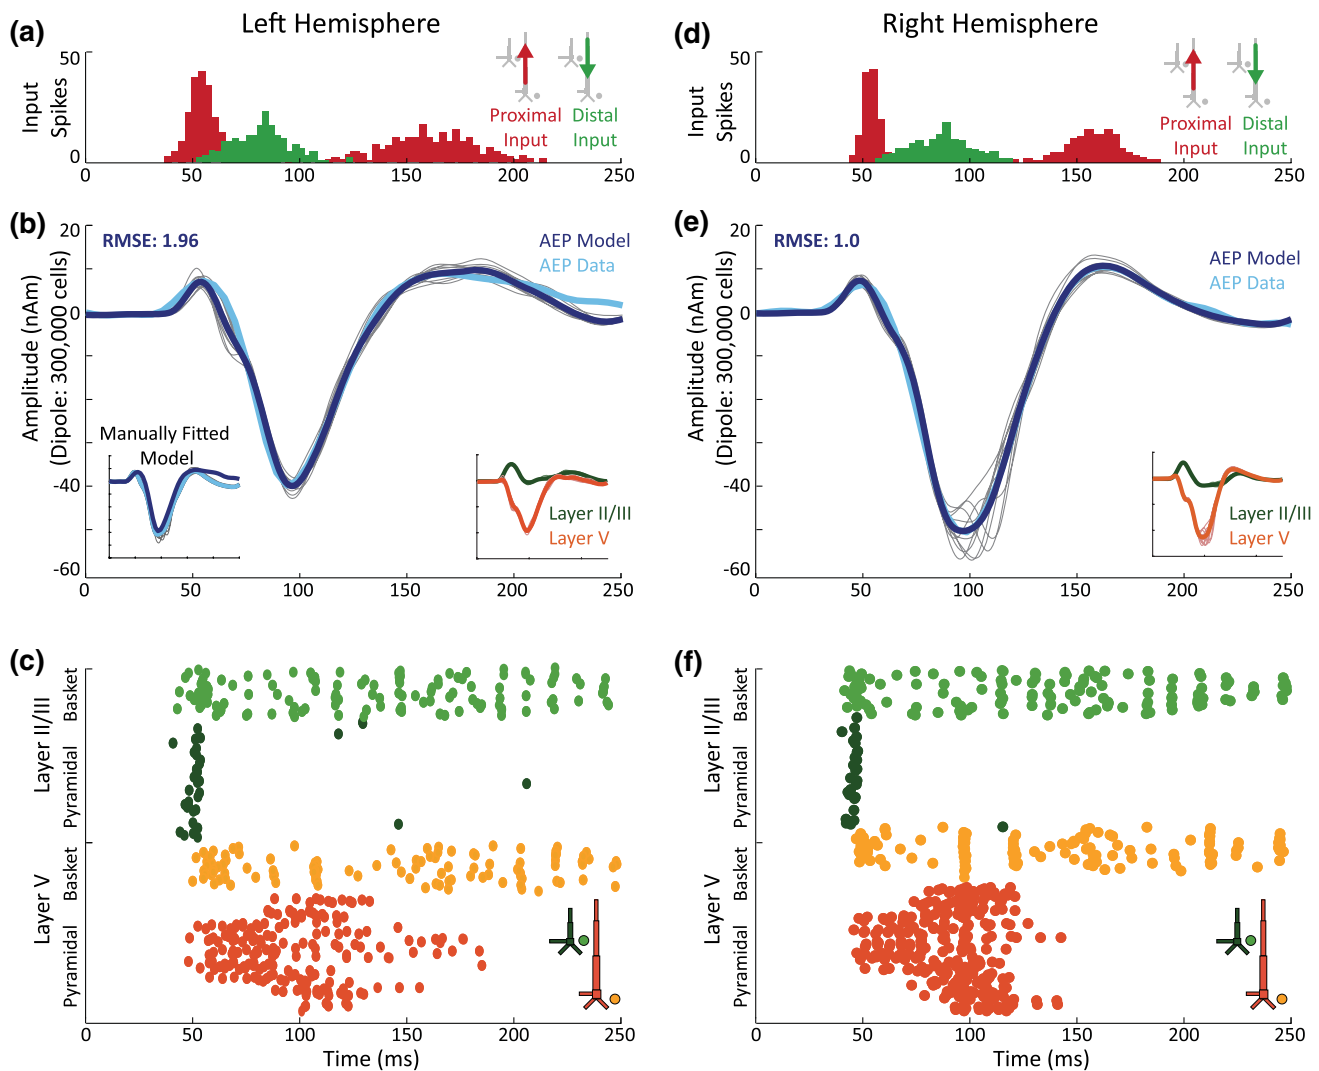 (a)
Left Hemisphere
Input
Spikes
50
0
Proximal
Input
Distal
Input
0
50
100
150
200
250
(b)
Amplitude (nAm)
(Dipole: 300,000 cells)
20
0
-40
-60
RMSE: 1.96
AEP Model
AEP Data
Manually Fitted
Model
Layer II/III
Layer V
0
50
100
150
200
250
(c)
Layer II/III
Basket
Pyramidal
Layer V
Basket
Pyramidal
0
50
100
150
200
250
Time (ms)
(d)
Right Hemisphere
Input
Spikes
50
0
Proximal
Input
Distal
Input
0
50
100
150
200
250
(e)
Amplitude (nAm)
(Dipole: 300,000 cells)
20
0
-40
-60
RMSE: 1.0
AEP Model
AEP Data
Layer II/III
Layer V
0
50
100
150
200
250
(f)
Layer II/III
Basket
Pyramidal
Layer V
Basket
Pyramidal
0
50
100
150
200
250
Time (ms)